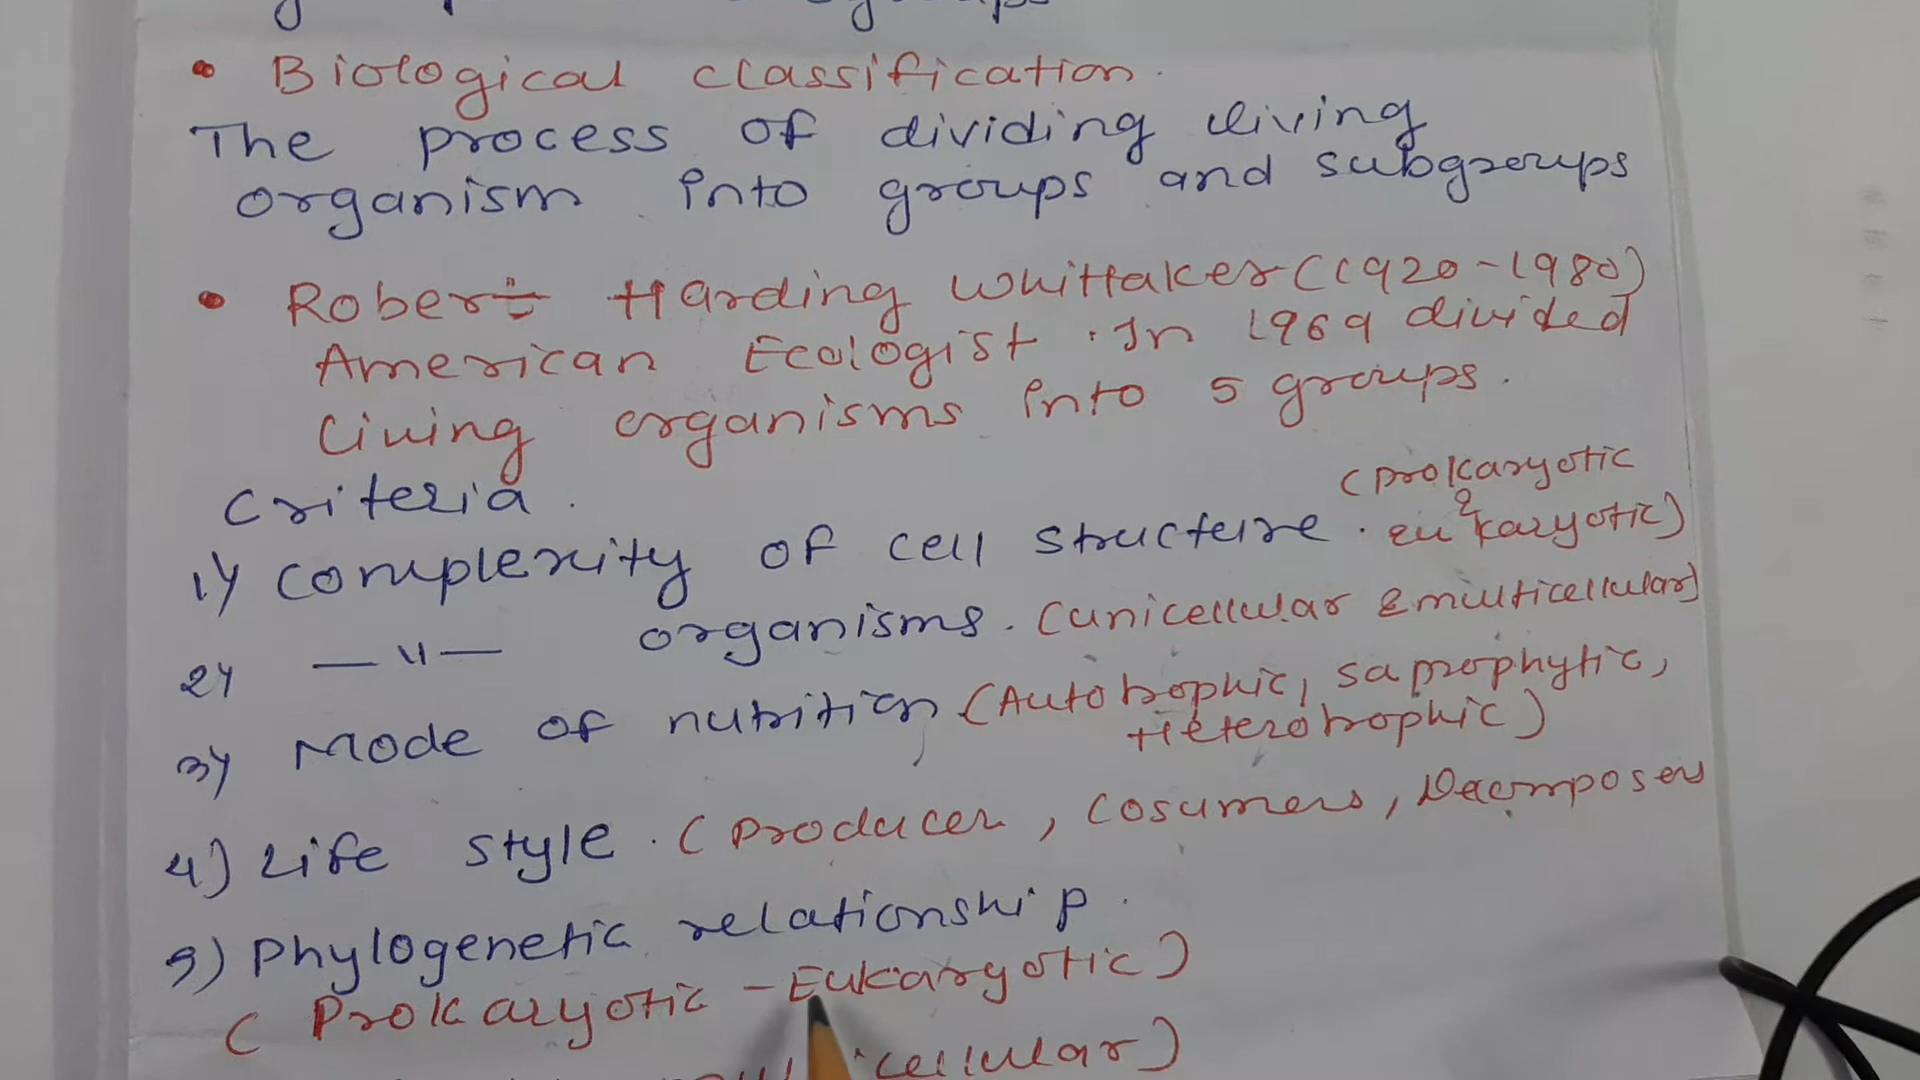 • Biological classification.
The process of dividing living
organism into groups and subgroups
• Robert Harding Whittaker (1920-1980)
American Ecologist. In 1969 divided
Living organisms into 5 groups.
Criteria.
1) Complexity of cell structure. (prokaryotic & eukaryotic)
2) —"— organisms. (unicellular & multicellular)
3) Mode of nutrition (Autotrophic, saprophytic,
Heterotrophic)
4) Life style. (Producer, Cosumers, Decomposers
5) Phylogenetic relationship.
( Prokaryotic - Eukaryotic)
cellular)